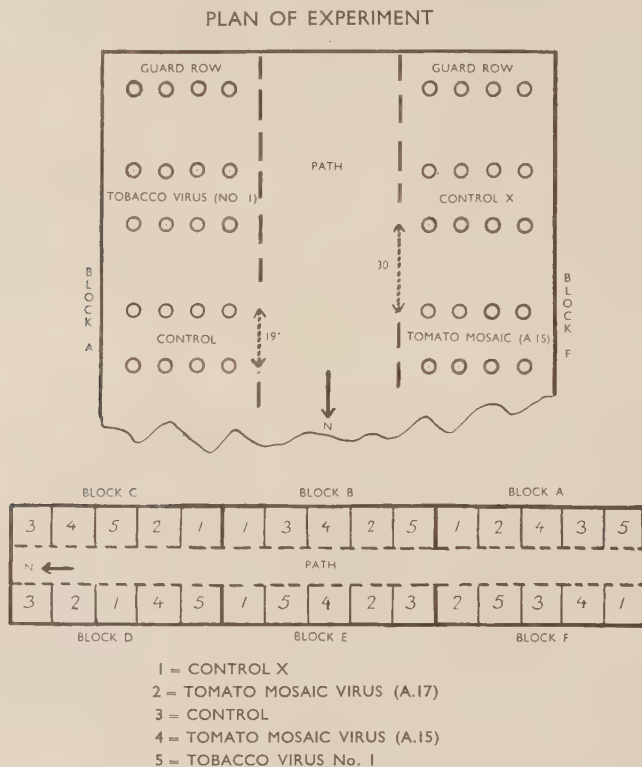 PLAN OF EXPERIMENT
GUARD ROW GUARD ROW
PATH
TOBACCO VIRUS (NO 1) CONTROL X
30
BLOCK A BLOCK F
CONTROL 19" TOMATO MOSAIC (A 15)
N
BLOCK C BLOCK B BLOCK A
3 4 5 2 1 1 3 4 2 5 1 2 4 3 5
N PATH
3 2 1 4 5 1 5 4 2 3 2 5 3 4 1
BLOCK D BLOCK E BLOCK F
1 = CONTROL X
2 = TOMATO MOSAIC VIRUS (A.17)
3 = CONTROL
4 = TOMATO MOSAIC VIRUS (A.15)
5 = TOBACCO VIRUS No. 1